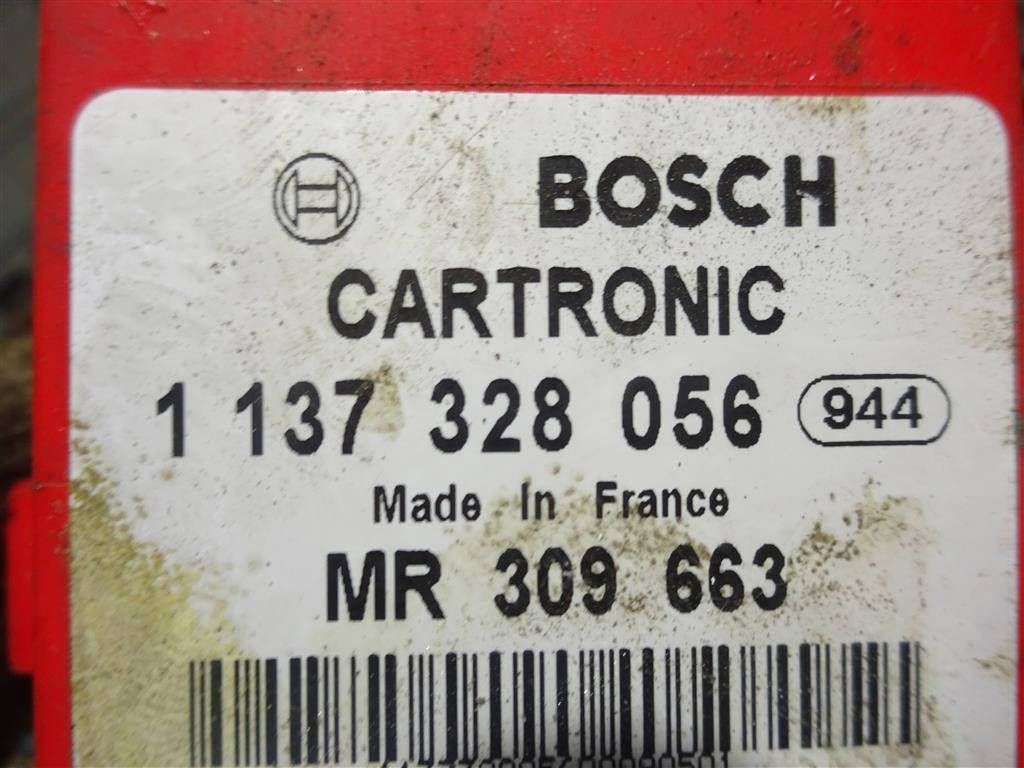 BOSCH
CARTRONIC
1 137 328 056 944
Made In France
MR 309 663